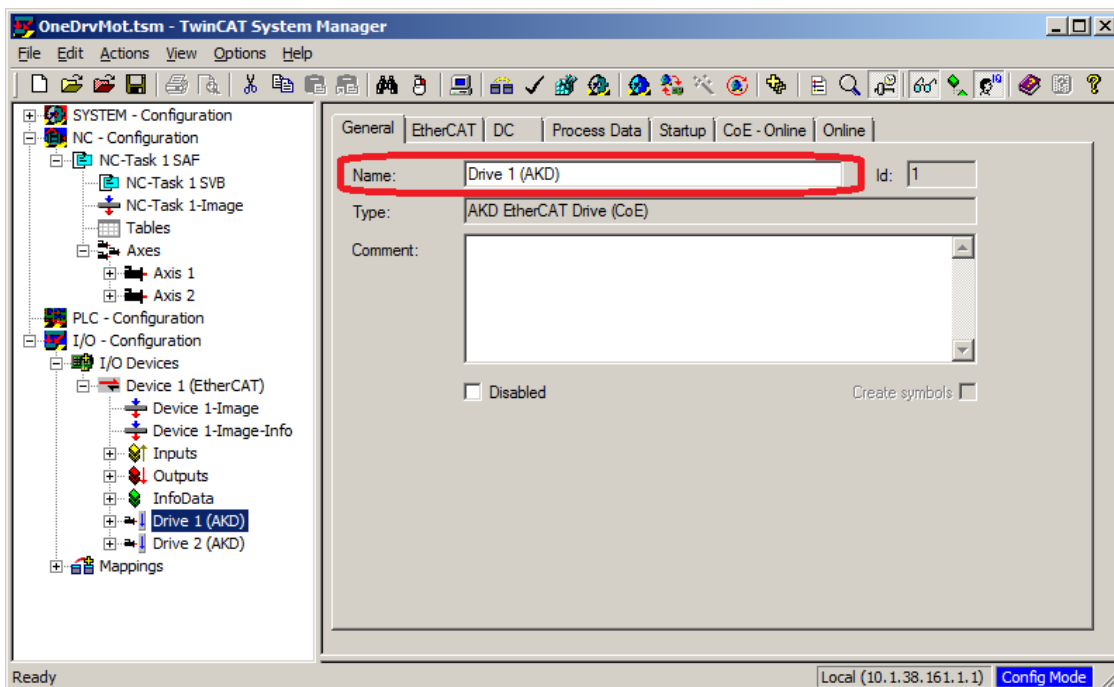 OneDrvMot.tsm - TwinCAT System Manager
File Edit Actions View Options Help
SYSTEM - Configuration
NC - Configuration
NC-Task 1 SAF
NC-Task 1 SVB
NC-Task 1-Image
Tables
Axes
Axis 1
Axis 2
PLC - Configuration
I/O - Configuration
I/O Devices
Device 1 (EtherCAT)
Device 1-Image
Device 1-Image-Info
Inputs
Outputs
InfoData
Drive 1 (AKD)
Drive 2 (AKD)
Mappings
General EtherCAT DC Process Data Startup CoE - Online Online
Name: Drive 1 (AKD) Id: 1
Type: AKD EtherCAT Drive (CoE)
Comment:
Disabled Create symbols
Ready Local (10.1.38.161.1.1) Config Mode